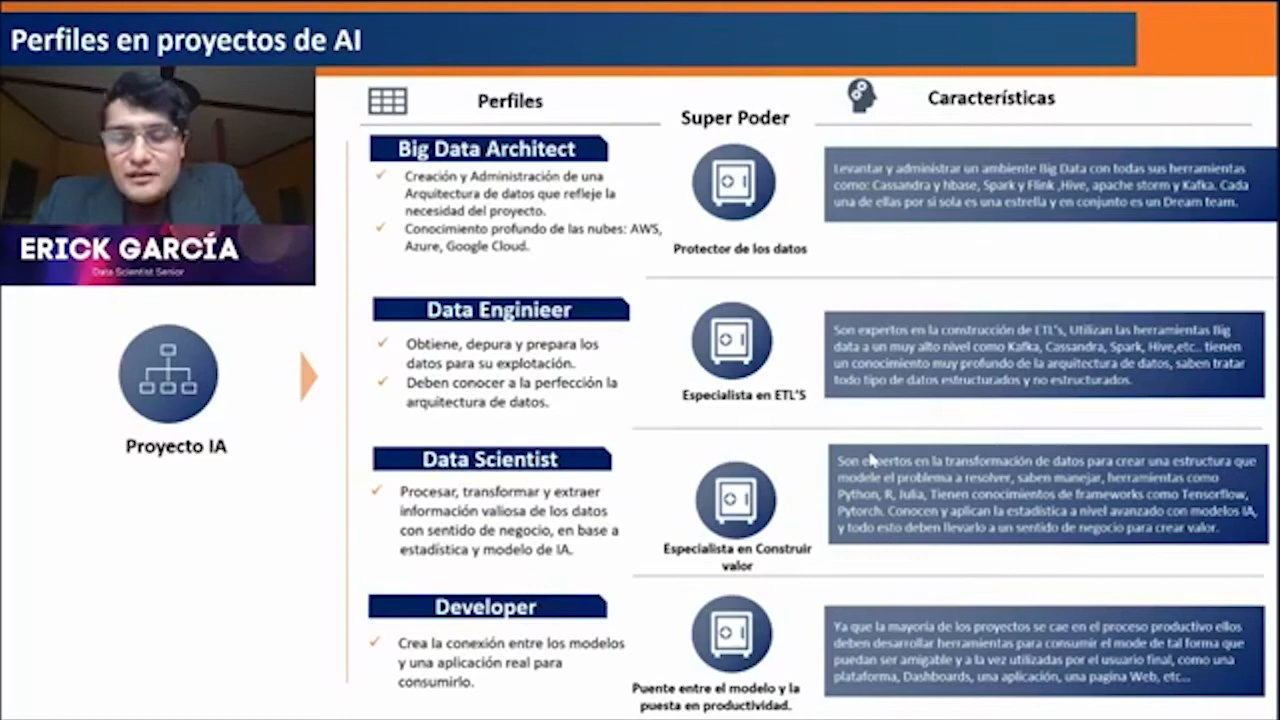 Perfiles en proyectos de AI
ERICK GARCÍA
Data Scientist Senior
Proyecto IA
Perfiles
Super Poder
Características
Big Data Architect
Creación y Administración de una
Arquitectura de datos que refleje la
necesidad del proyecto.
Conocimiento profundo de las nubes: AWS,
Azure, Google Cloud.
Protector de los datos
Levantar y administrar un ambiente Big Data con todas sus herramientas
como: Cassandra y hbase, Spark y Flink ,Hive, apache storm y Kafka. Cada
una de ellas por si sola es una estrella y en conjunto es un Dream team.
Data Enginieer
Obtiene, depura y prepara los
datos para su explotación.
Deben conocer a la perfección la
arquitectura de datos.
Especialista en ETL'S
Son expertos en la construcción de ETL's, Utilizan las herramientas Big
data a un muy alto nivel como Kafka, Cassandra, Spark, Hive,etc.. tienen
un conocimiento muy profundo de la arquitectura de datos, saben tratar
todo tipo de datos estructurados y no estructurados.
Data Scientist
Procesar, transformar y extraer
información valiosa de los datos
con sentido de negocio, en base a
estadística y modelo de IA.
Especialista en Construir
valor
Son expertos en la transformación de datos para crear una estructura que
modele el problema a resolver, saben manejar, herramientas como
Python, R, Julia, Tienen conocimientos de frameworks como Tensorflow,
Pytorch. Conocen y aplican la estadística a nivel avanzado con modelos IA,
y todo esto deben llevarlo a un sentido de negocio para crear valor.
Developer
Crea la conexión entre los modelos
y una aplicación real para
consumirlo.
Puente entre el modelo y la
puesta en productividad.
Ya que la mayoría de los proyectos se cae en el proceso productivo ellos
deben desarrollar herramientas para consumir el mode de tal forma que
puedan ser amigable y a la vez utilizadas por el usuario final, como una
plataforma, Dashboards, una aplicación, una pagina Web, etc...